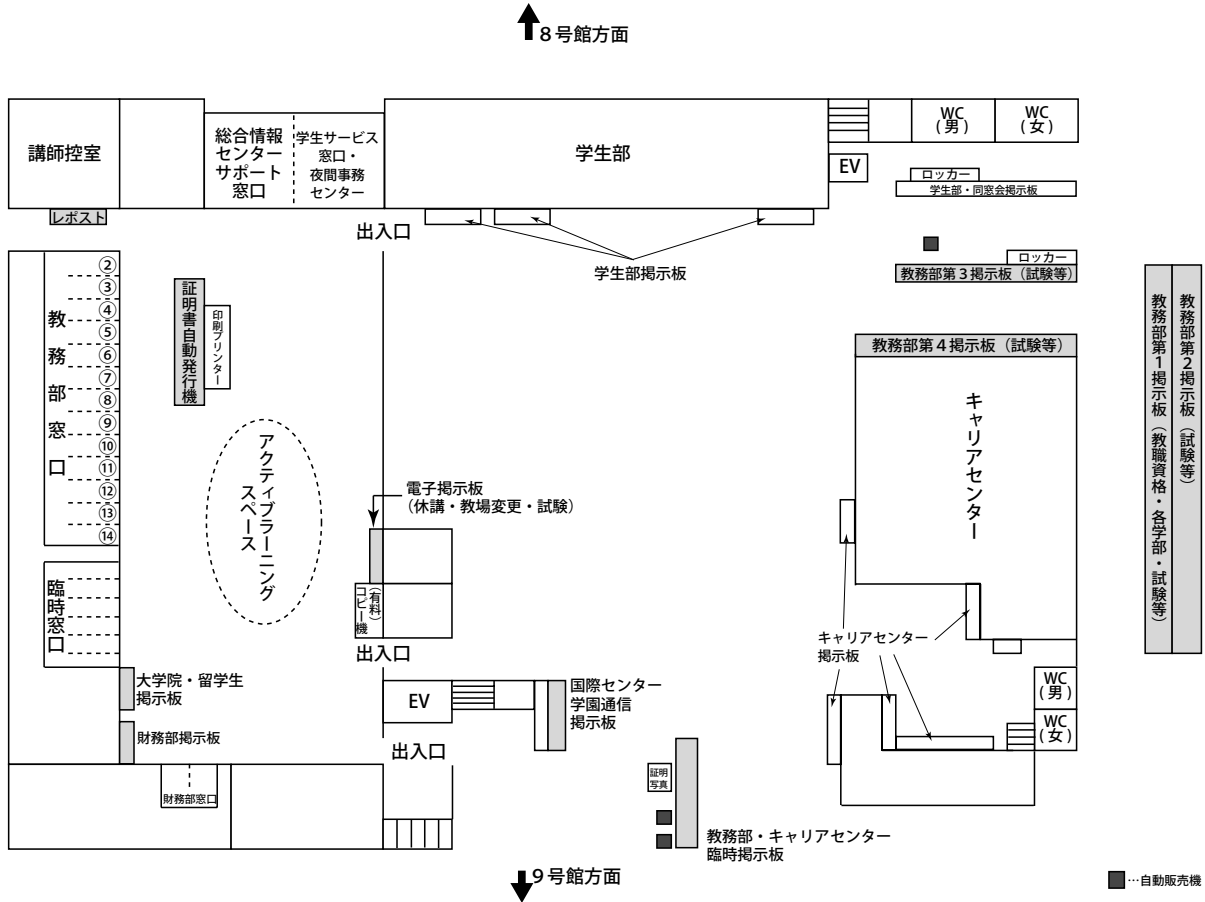 8号館方面
講師控室
総合情報
センター
サポート
窓口
学生サービス
窓口・
夜間事務
センター
学生部
WC
(男)
WC
(女)
EV
ロッカー
学生部・同窓会掲示板
レポスト
出入口
学生部掲示板
ロッカー
教務部第3掲示板（試験等）
教務部第4掲示板（試験等）
教務部第1掲示板（教職資格・各学部・試験等）
教務部第2掲示板（試験等）
教務部窓口
②
③
④
⑤
⑥
⑦
⑧
⑨
⑩
⑪
⑫
⑬
⑭
証明書自動発行機
印刷プリンター
アクティブラーニング
スペース
キャリアセンター
電子掲示板
（休講・教場変更・試験）
（有料）
コピー機
臨時窓口
出入口
キャリアセンター
掲示板
大学院・留学生
掲示板
EV
国際センター
学園通信
掲示板
WC
(男)
WC
(女)
財務部掲示板
出入口
証明
写真
財務部窓口
教務部・キャリアセンター
臨時掲示板
9号館方面
…自動販売機